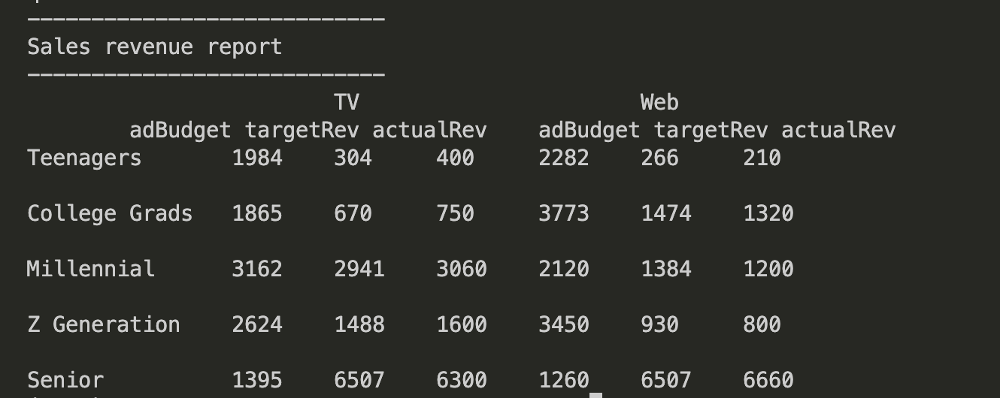 -----------------------------
Sales revenue report
-----------------------------
                        TV                      Web
        adBudget targetRev actualRev    adBudget targetRev actualRev
Teenagers       1984    304     400     2282    266     210
College Grads   1865    670     750     3773    1474    1320
Millennial      3162    2941    3060    2120    1384    1200
Z Generation    2624    1488    1600    3450    930     800
Senior          1395    6507    6300    1260    6507    6660